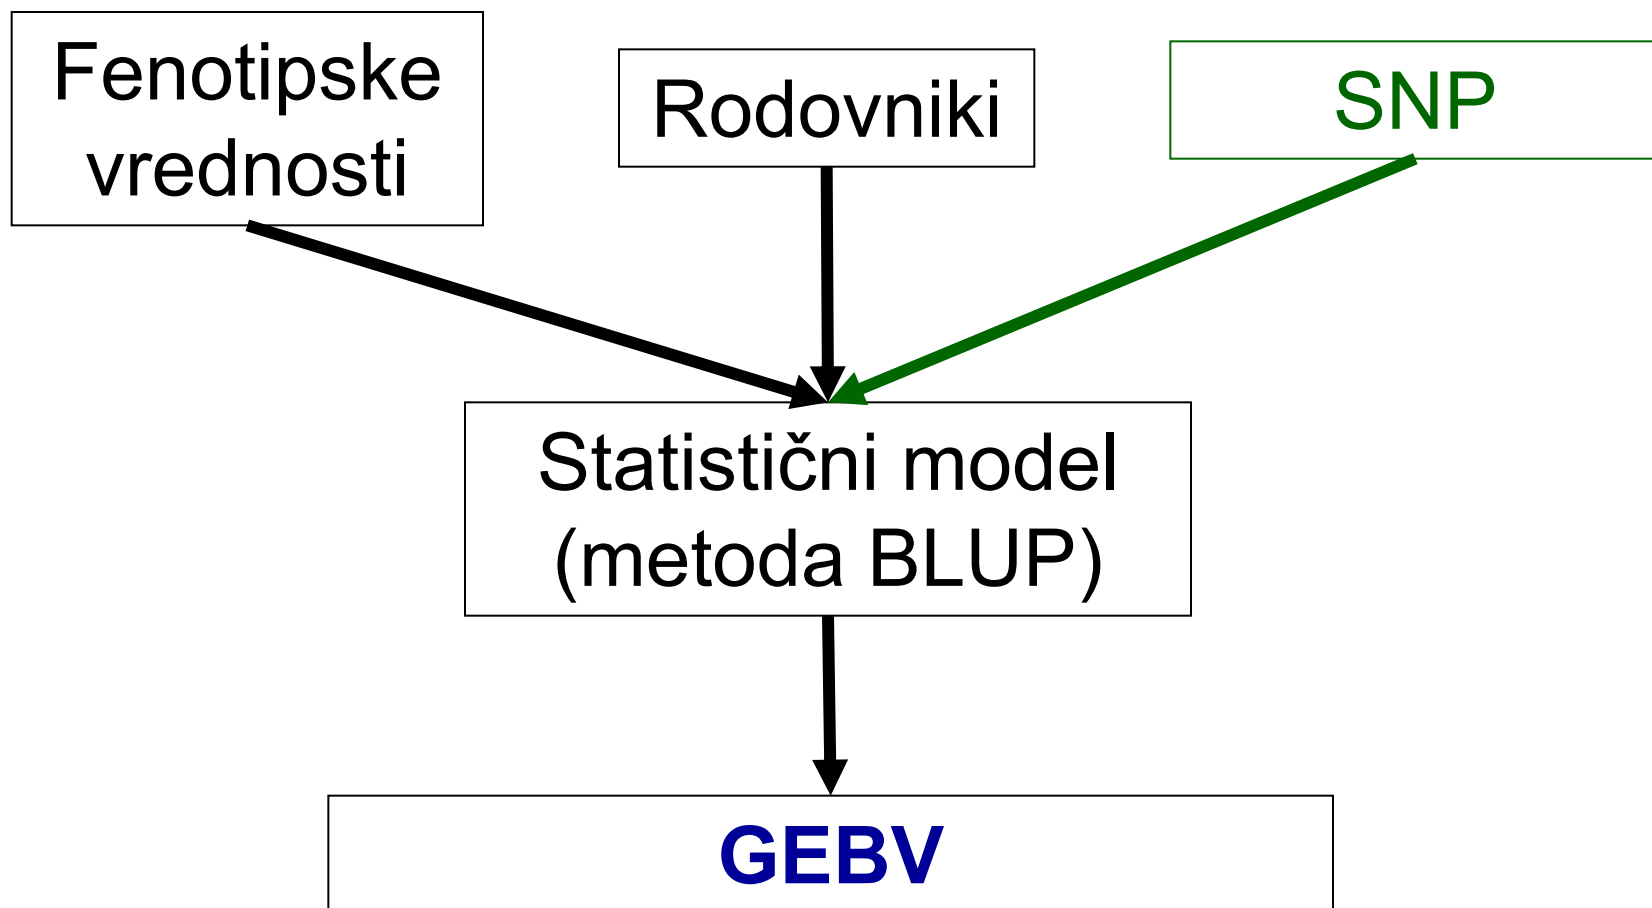 Fenotipske
vrednosti
Rodovniki
SNP
Statistični model
(metoda BLUP)
GEBV